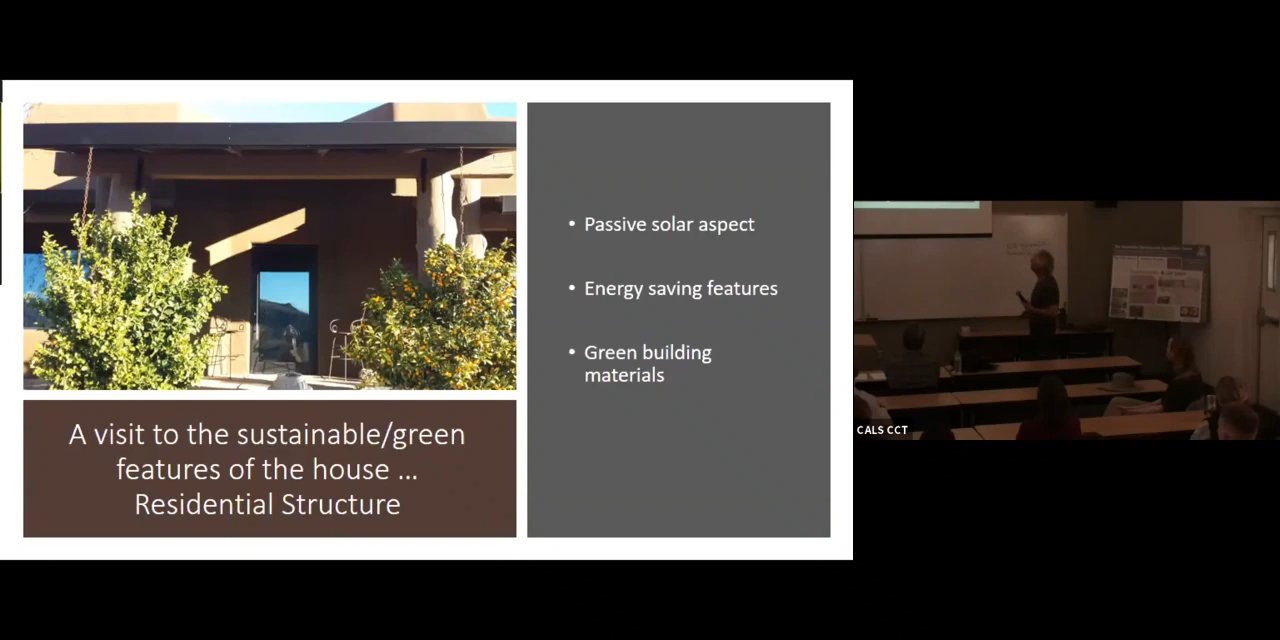 A visit to the sustainable/green
features of the house ...
Residential Structure
• Passive solar aspect
• Energy saving features
• Green building
materials
CALS CCT